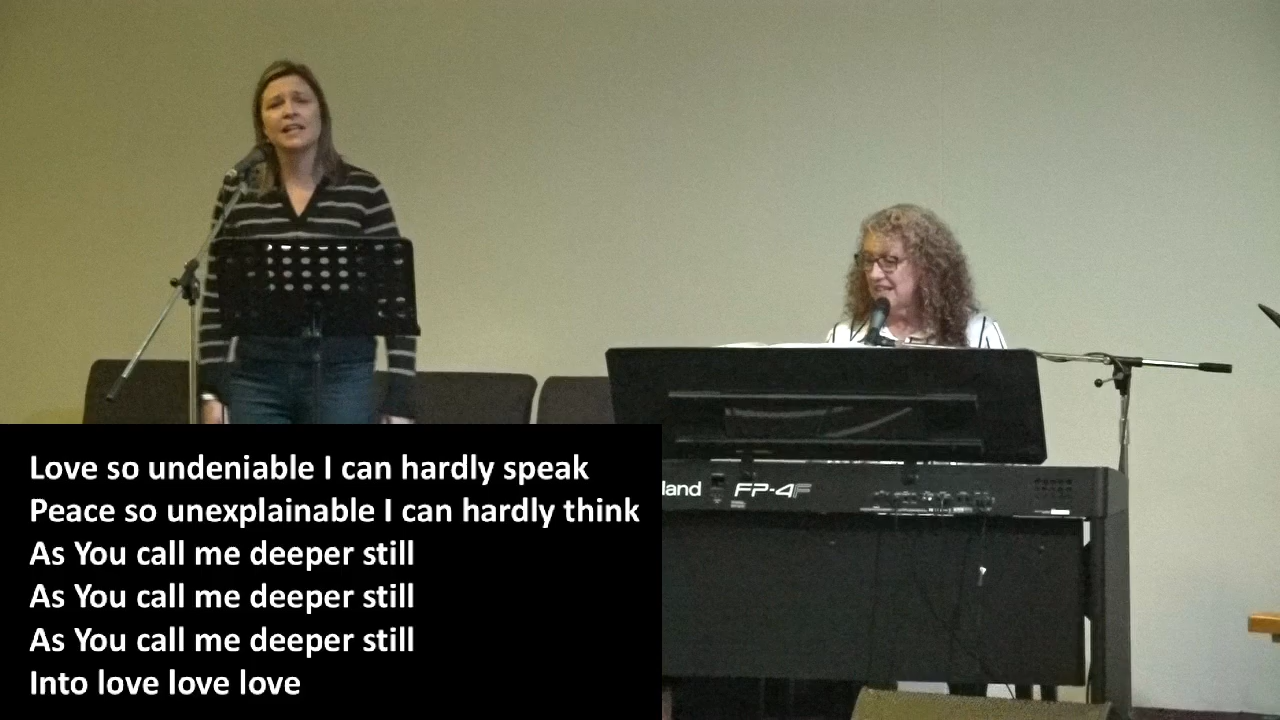 Love so undeniable I can hardly speak
Peace so unexplainable I can hardly think
As You call me deeper still
As You call me deeper still
As You call me deeper still
Into love love love
land FP-4F